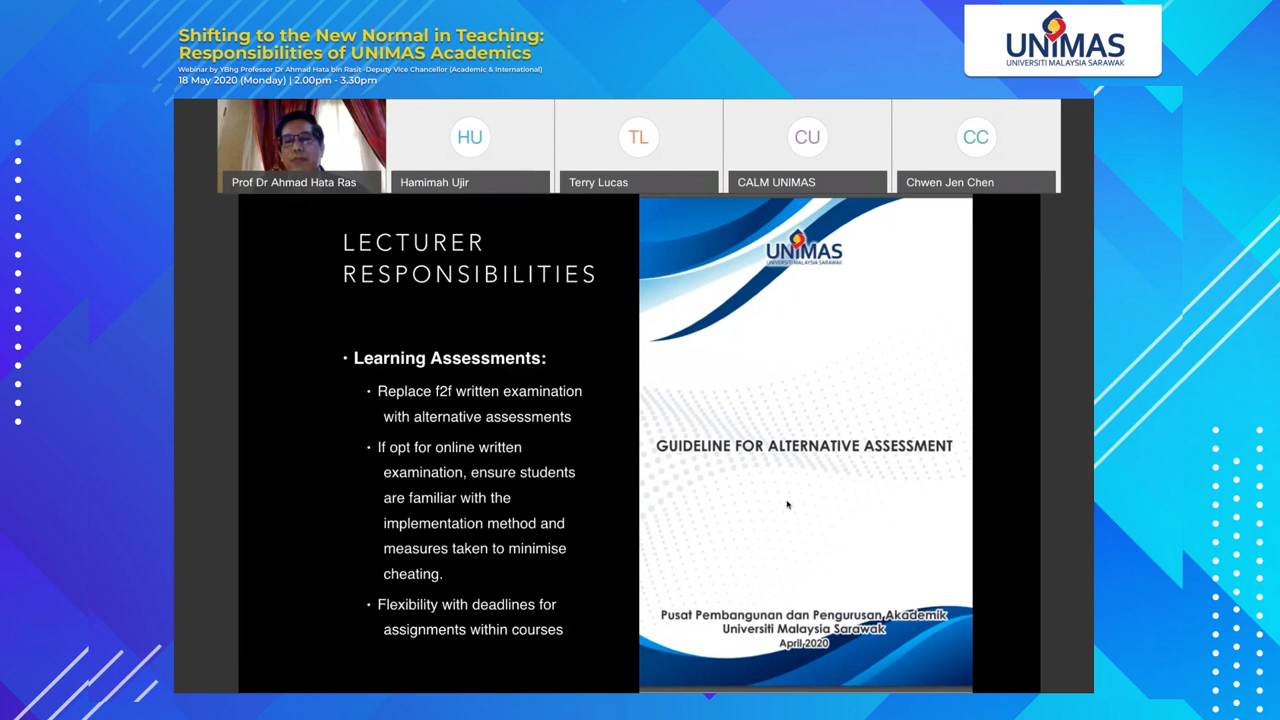 Shifting to the New Normal in Teaching:
Responsibilities of UNIMAS Academics
Webinar by YBhg Professor Dr Ahmad Hata bin Rasit-Deputy Vice Chancellor (Academic & International)
18 May 2020 (Monday) | 2.00pm - 3.30pm
UNIMAS
UNIVERSITI MALAYSIA SARAWAK
HU
TL
CU
CC
Prof Dr Ahmad Hata Ras
Hamimah Ujir
Terry Lucas
CALM UNIMAS
Chwen Jen Chen
LECTURER
RESPONSIBILITIES
• Learning Assessments:
• Replace f2f written examination
with alternative assessments
• If opt for online written
examination, ensure students
are familiar with the
implementation method and
measures taken to minimise
cheating.
• Flexibility with deadlines for
assignments within courses
UNIMAS
UNIVERSITI MALAYSIA SARAWAK
GUIDELINE FOR ALTERNATIVE ASSESSMENT
Pusat Pembangunan dan Pengurusan Akademik
Universiti Malaysia Sarawak
April 2020